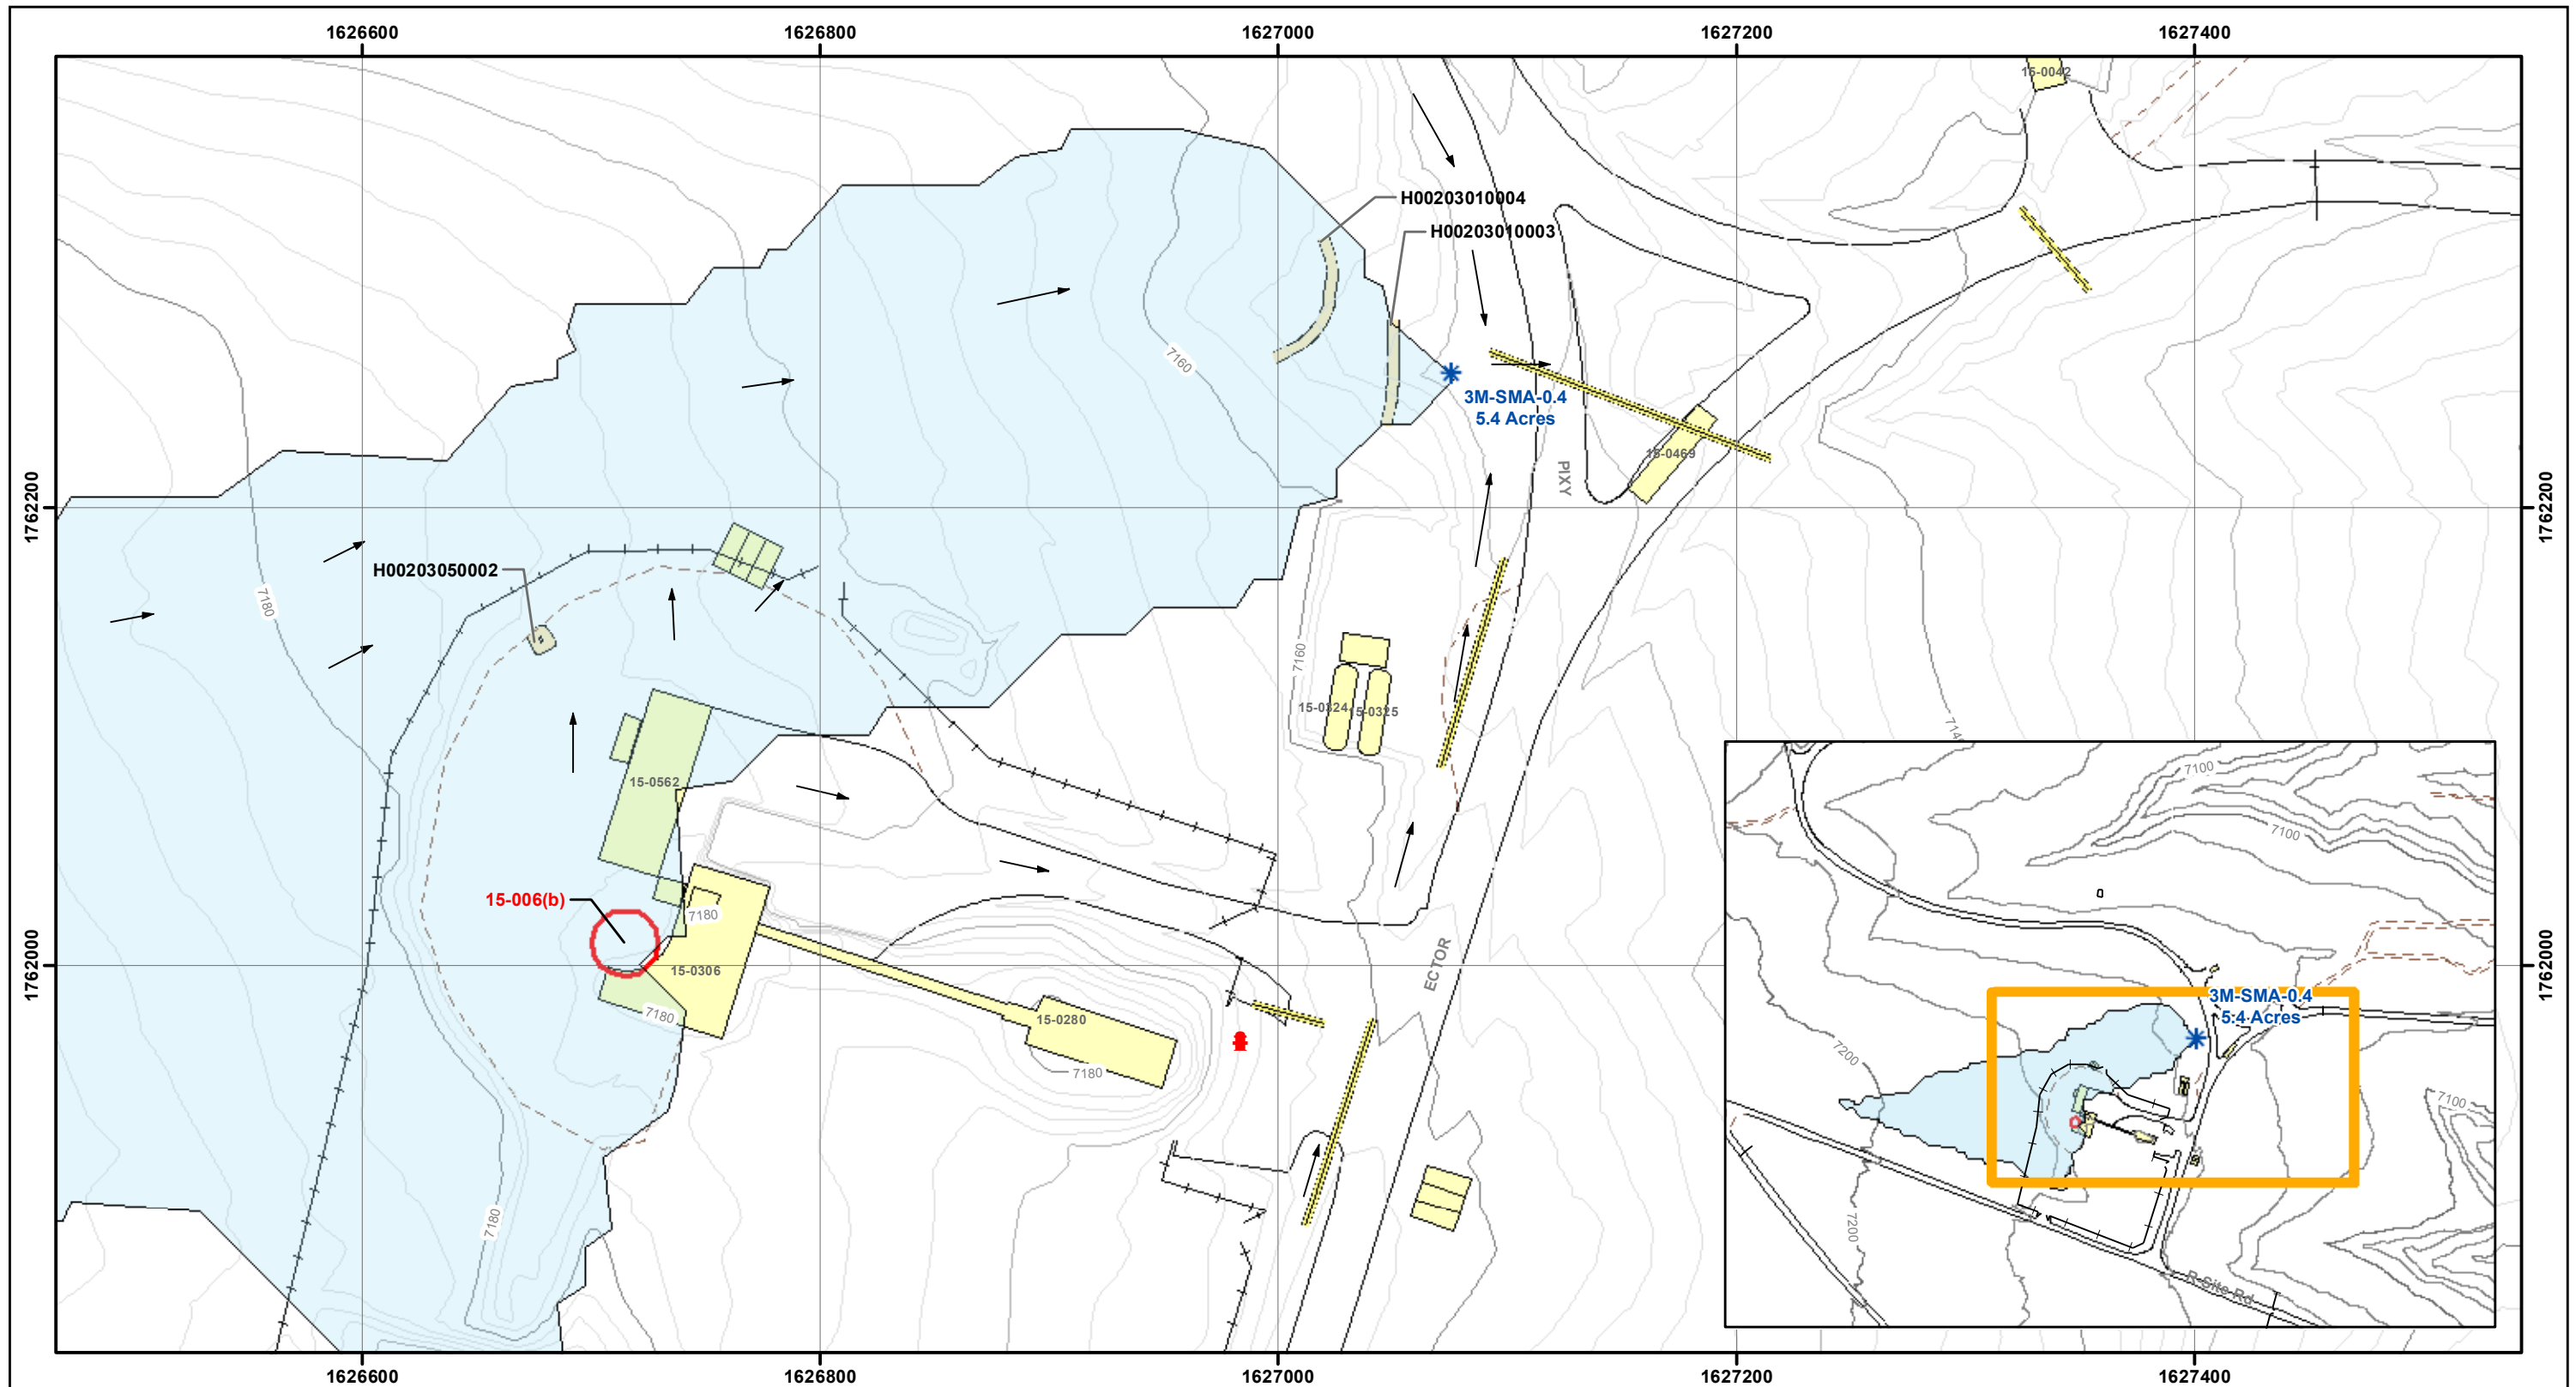 1626600 1626800 1627000 1627200 1627400
15-0042
H00203010004
H00203010003
7160
3M-SMA-0.4
5.4 Acres
15-0469
PIXY
1762200 1762200
H00203050002
7180
7160
15-0324 15-0325
7100
7100
15-0562
15-006(b)
7180
1762000 1762000
15-0306
7180
ECTOR
15-0280
7180
3M-SMA-0.4
5.4 Acres
7200
7100
7180
7200
R-Site Rd
1626600 1626800 1627000 1627200 1627400